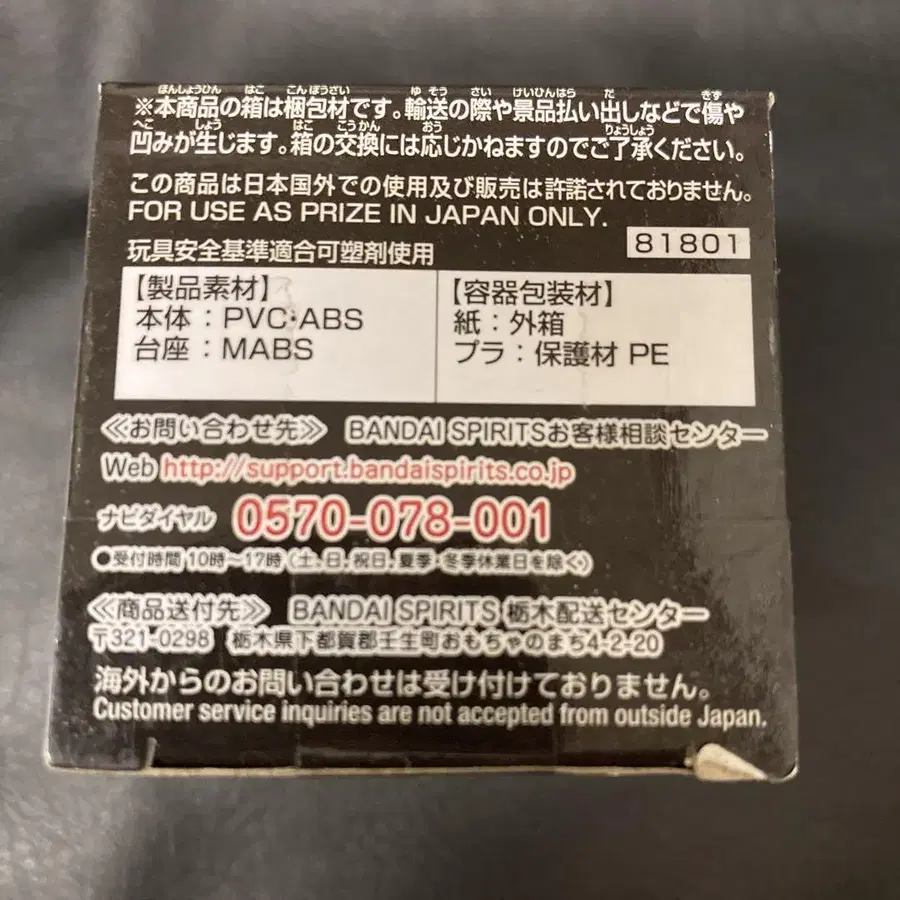 ※本商品の箱は梱包材です。輸送の際や景品払い出しなどで傷や
凹みが生じます。箱の交換には応じかねますのでご了承ください。
この商品は日本国外での使用及び販売は許諾されておりません。
FOR USE AS PRIZE IN JAPAN ONLY.
81801
玩具安全基準適合可塑剤使用
【製品素材】
本体：PVC・ABS
台座：MABS
【容器包装材】
紙：外箱
プラ：保護材 PE
≪お問い合わせ先≫ BANDAI SPIRITSお客様相談センター
Web http://support.bandaispirits.co.jp
ナビダイヤル 0570-078-001
●受付時間 10時～17時（土、日、祝日、夏季・冬季休業日を除く）
≪商品送付先≫ BANDAI SPIRITS 栃木配送センター
〒321-0298 栃木県下都賀郡壬生町おもちゃのまち4-2-20
海外からのお問い合わせは受け付けておりません。
Customer service inquiries are not accepted from outside Japan.